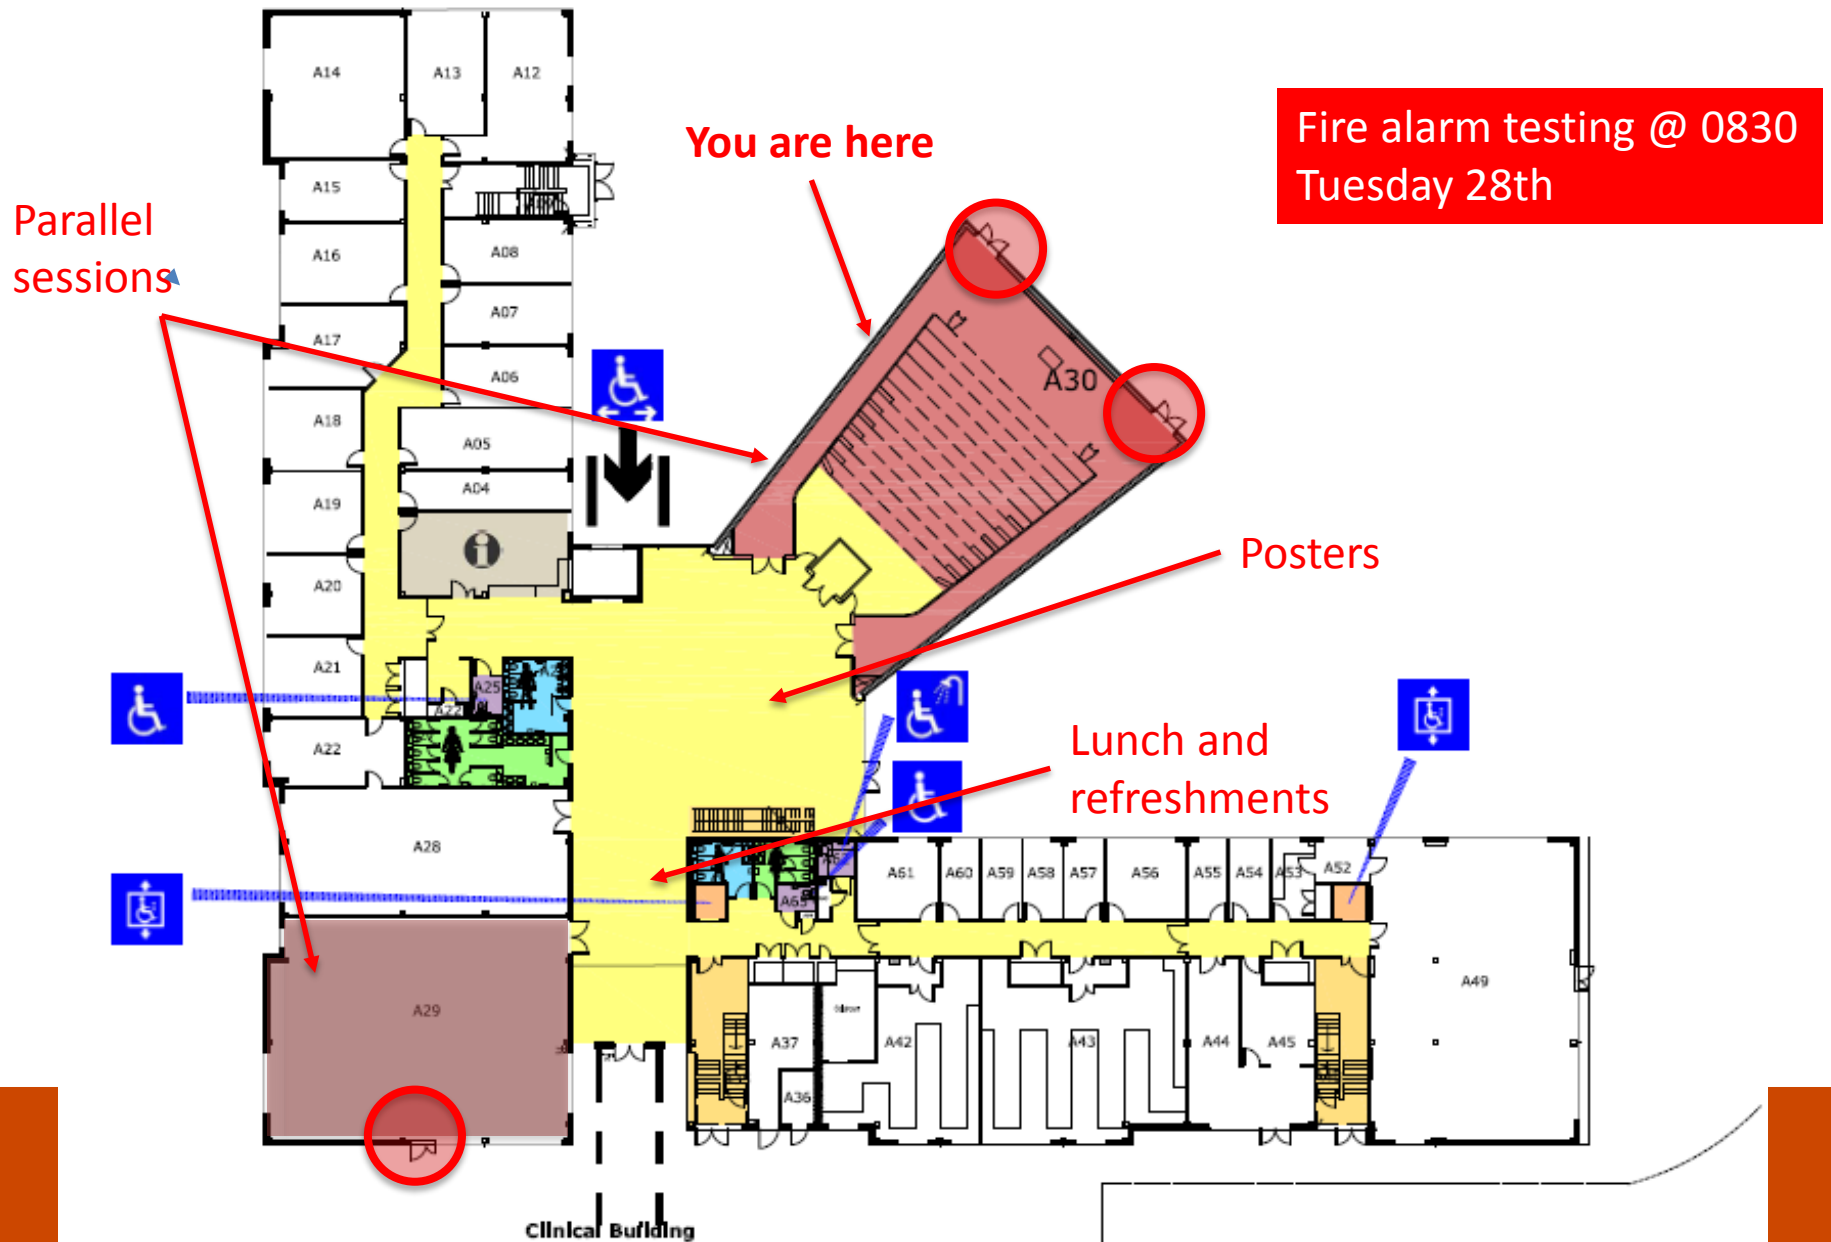 A14
A13
A12
Fire alarm testing @ 0830
Tuesday 28th
You are here
A15
Parallel
sessions
A16
A08
A07
A17
A06
A30
A18
A05
A04
A19
i
Posters
A20
A21
A25
A22
A22
Lunch and
refreshments
A28
A61
A60
A59
A58
A57
A56
A55
A54
A53
A52
A65
A49
A29
A37
A42
A43
A44
A45
A36
Clinical Building